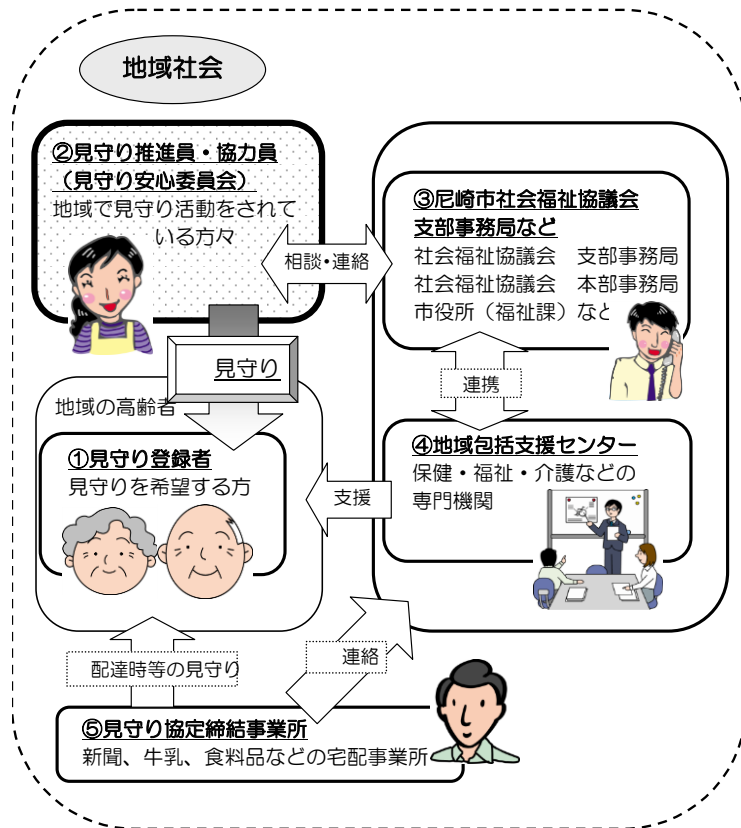 地域社会
②見守り推進員・協力員
（見守り安心委員会）
地域で見守り活動をされて
いる方々
相談・連絡
③尼崎市社会福祉協議会
支部事務局など
社会福祉協議会　支部事務局
社会福祉協議会　本部事務局
市役所（福祉課）など
見守り
連携
地域の高齢者
①見守り登録者
見守りを希望する方
支援
④地域包括支援センター
保健・福祉・介護などの
専門機関
配達時等の見守り
連絡
⑤見守り協定締結事業所
新聞、牛乳、食料品などの宅配事業所